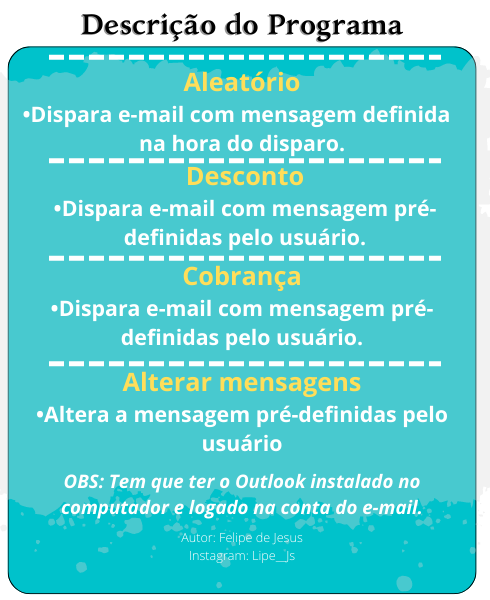 Descrição do Programa
Aleatório
•Dispara e-mail com mensagem definida
na hora do disparo.
Desconto
•Dispara e-mail com mensagem pré-
definidas pelo usuário.
Cobrança
•Dispara e-mail com mensagem pré-
definidas pelo usuário.
Alterar mensagens
•Altera a mensagem pré-definidas pelo
usuário
OBS: Tem que ter o Outlook instalado no
computador e logado na conta do e-mail.
Autor: Felipe de Jesus
Instagram: Lipe__Js